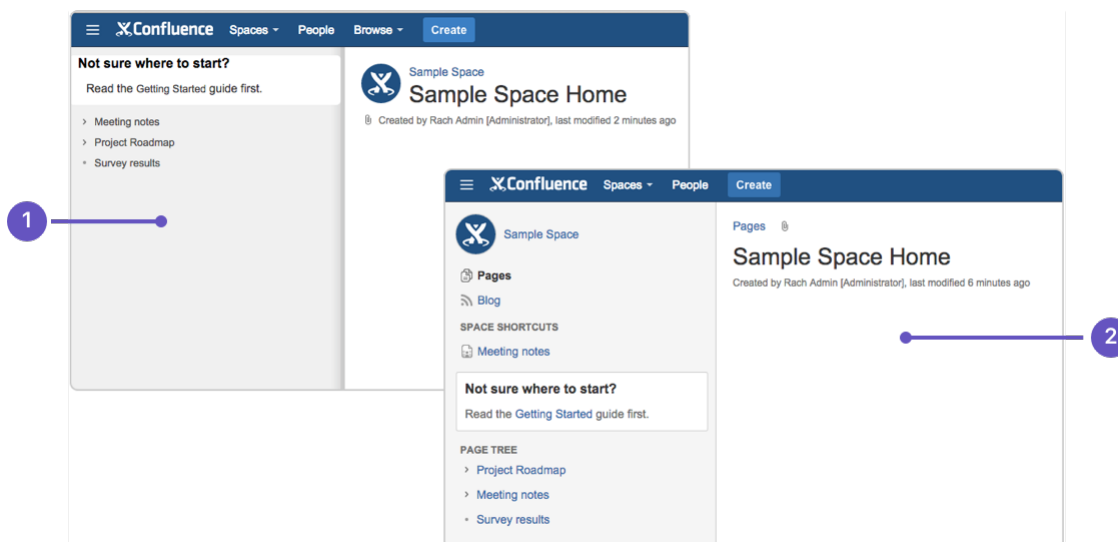 Confluence Spaces People Browse Create
Not sure where to start?
Read the Getting Started guide first.
Meeting notes
Project Roadmap
Survey results
Sample Space
Sample Space Home
Created by Rach Admin [Administrator], last modified 2 minutes ago
1
Confluence Spaces People Create
Sample Space
Pages
Blog
SPACE SHORTCUTS
Meeting notes
Not sure where to start?
Read the Getting Started guide first.
PAGE TREE
Project Roadmap
Meeting notes
Survey results
Pages
Sample Space Home
Created by Rach Admin [Administrator], last modified 6 minutes ago
2